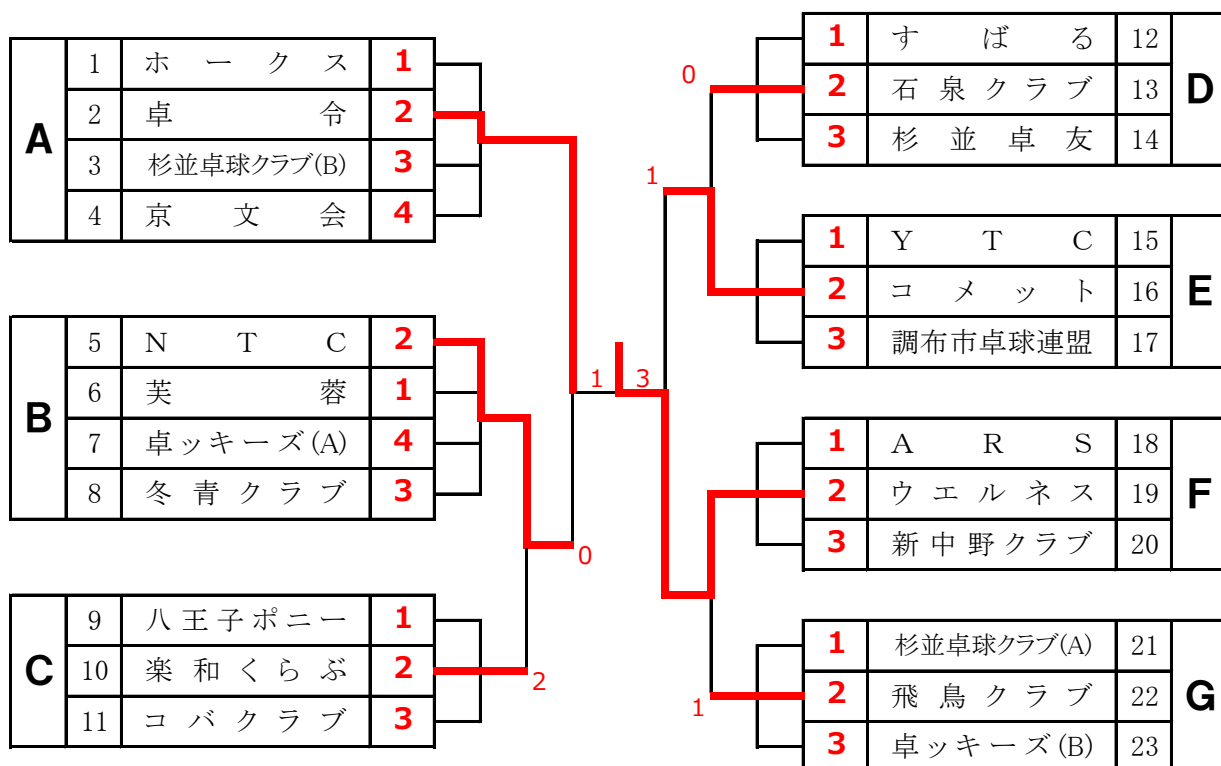 A
1 ホークス 1
2 卓令 2
3 杉並卓球クラブ(B) 3
4 京文会 4
B
5 NTC 2
6 芙蓉 1
7 卓ッキーズ(A) 4
8 冬青クラブ 3
C
9 八王子ポニー 1
10 楽和くらぶ 2
11 コバクラブ 3
0
2
1 3
0
1
1
D
1 すばる 12
2 石泉クラブ 13
3 杉並卓友 14
E
1 YTC 15
2 コメット 16
3 調布市卓球連盟 17
F
1 ARS 18
2 ウエルネス 19
3 新中野クラブ 20
G
1 杉並卓球クラブ(A) 21
2 飛鳥クラブ 22
3 卓ッキーズ(B) 23